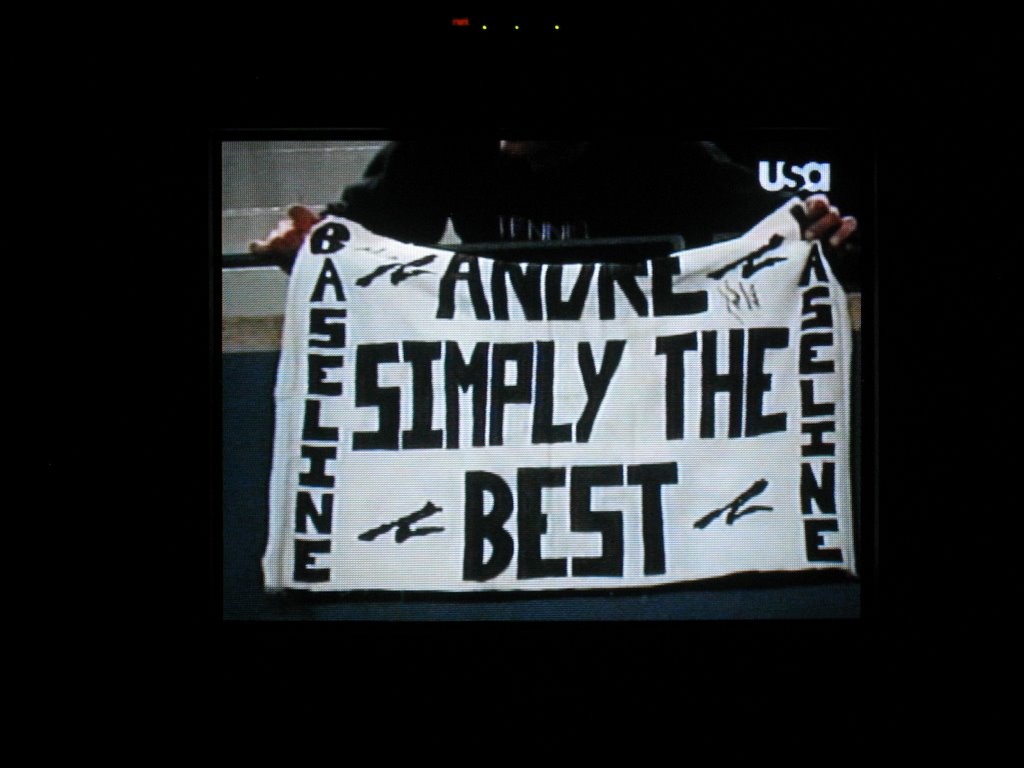 usa
ANDRE
SIMPLY THE
BEST
BASELINE
BASELINE